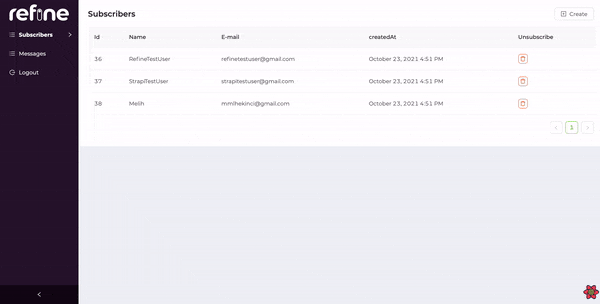 refine
Subscribers
Messages
Logout
Subscribers
Create
Id Name E-mail createdAt Unsubscribe
36 RefineTestUser refinetestuser@gmail.com October 23, 2021 4:51 PM
37 StrapiTestUser strapitestuser@gmail.com October 23, 2021 4:51 PM
38 Melih mmlhekinci@gmail.com October 23, 2021 4:51 PM
1